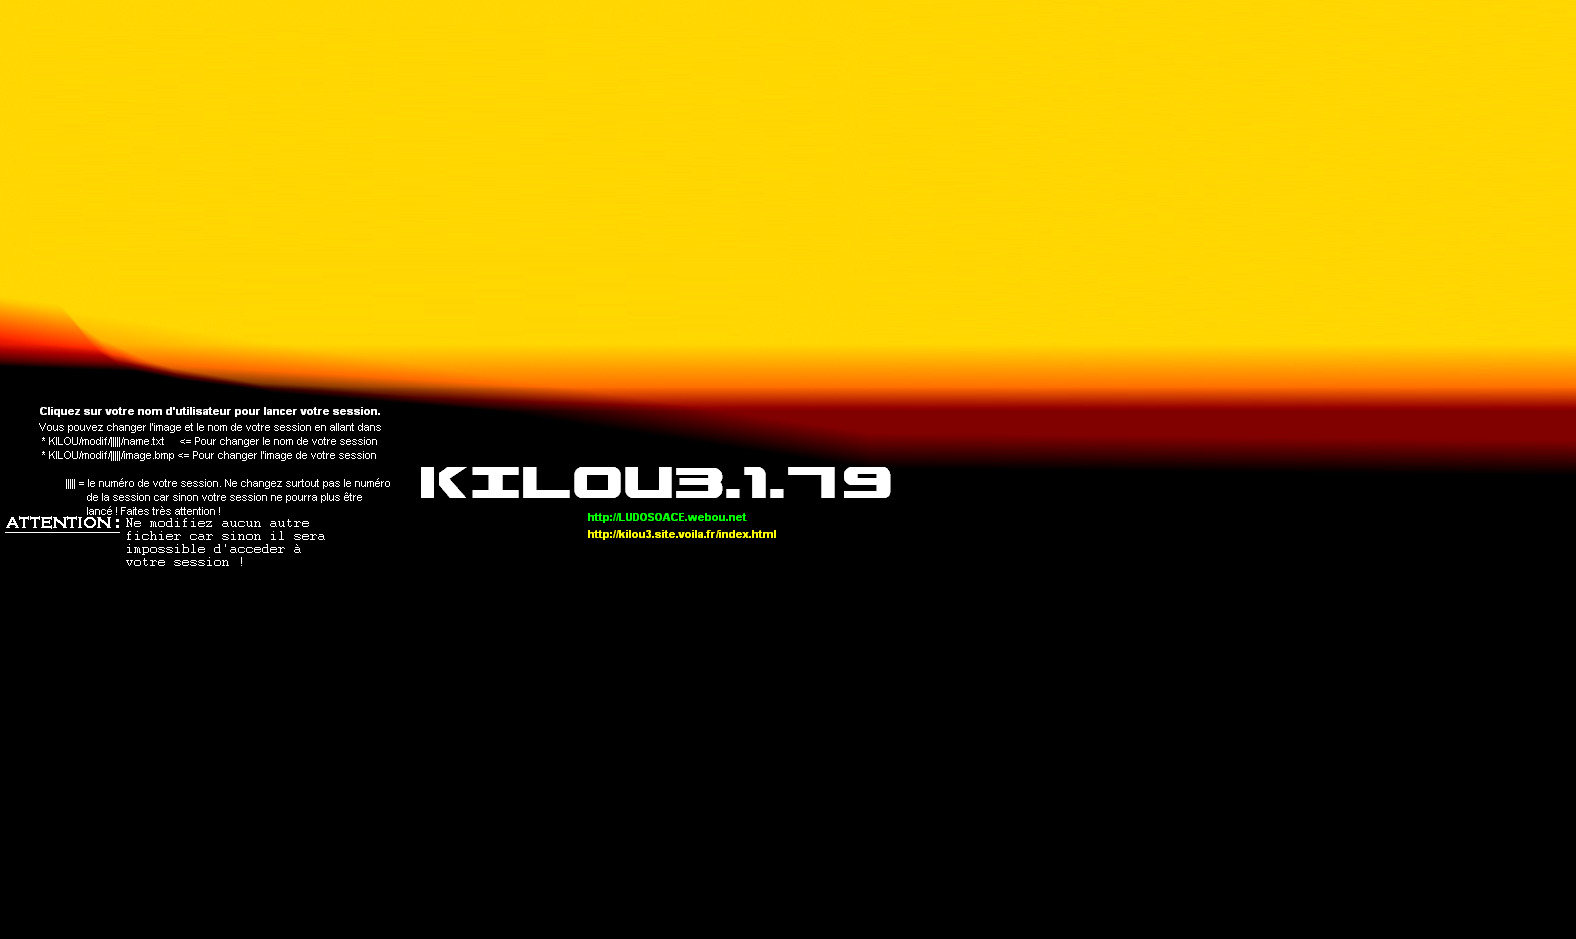 Cliquez sur votre nom d'utilisateur pour lancer votre session.
Vous pouvez changer l'image et le nom de votre session en allant dans
* KILOU/modif/|||||/name.txt <= Pour changer le nom de votre session
* KILOU/modif/|||||/image.bmp <= Pour changer l'image de votre session
||||| = le numéro de votre session. Ne changez surtout pas le numéro
de la session car sinon votre session ne pourra plus être
lancé ! Faites très attention !
ATTENTION : Ne modifiez aucun autre
fichier car sinon il sera
impossible d'acceder à
votre session !
KILOU3.1.79
http://LUDOSOACE.webou.net
http://kilou3.site.voila.fr/index.html